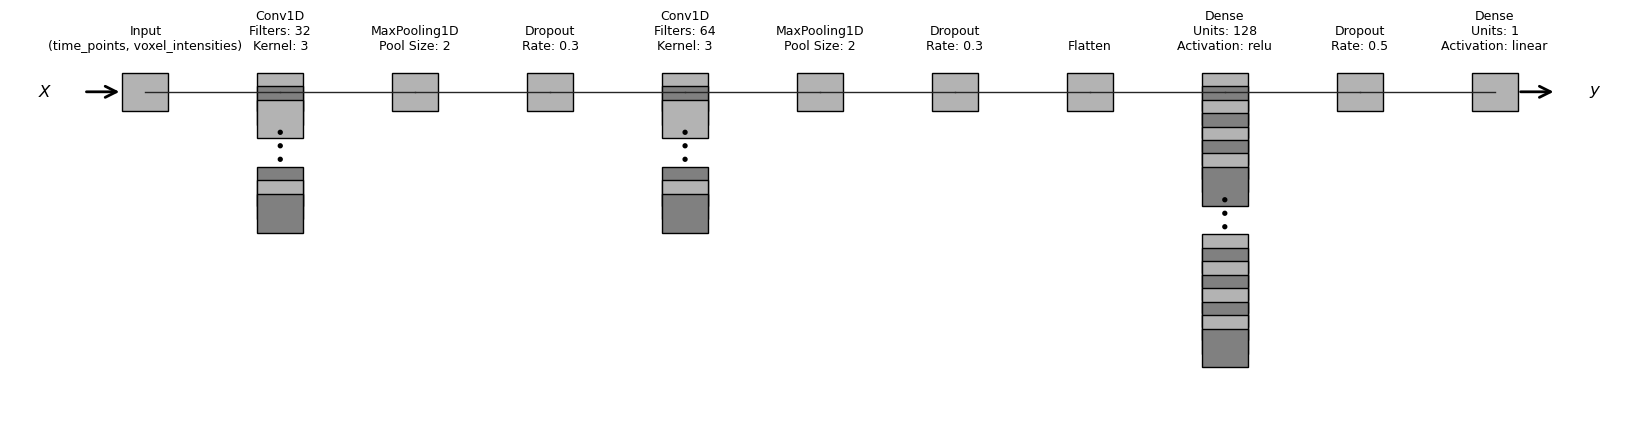 X
Input
(time_points, voxel_intensities)
Conv1D
Filters: 32
Kernel: 3
MaxPooling1D
Pool Size: 2
Dropout
Rate: 0.3
Conv1D
Filters: 64
Kernel: 3
MaxPooling1D
Pool Size: 2
Dropout
Rate: 0.3
Flatten
Dense
Units: 128
Activation: relu
Dropout
Rate: 0.5
Dense
Units: 1
Activation: linear
y